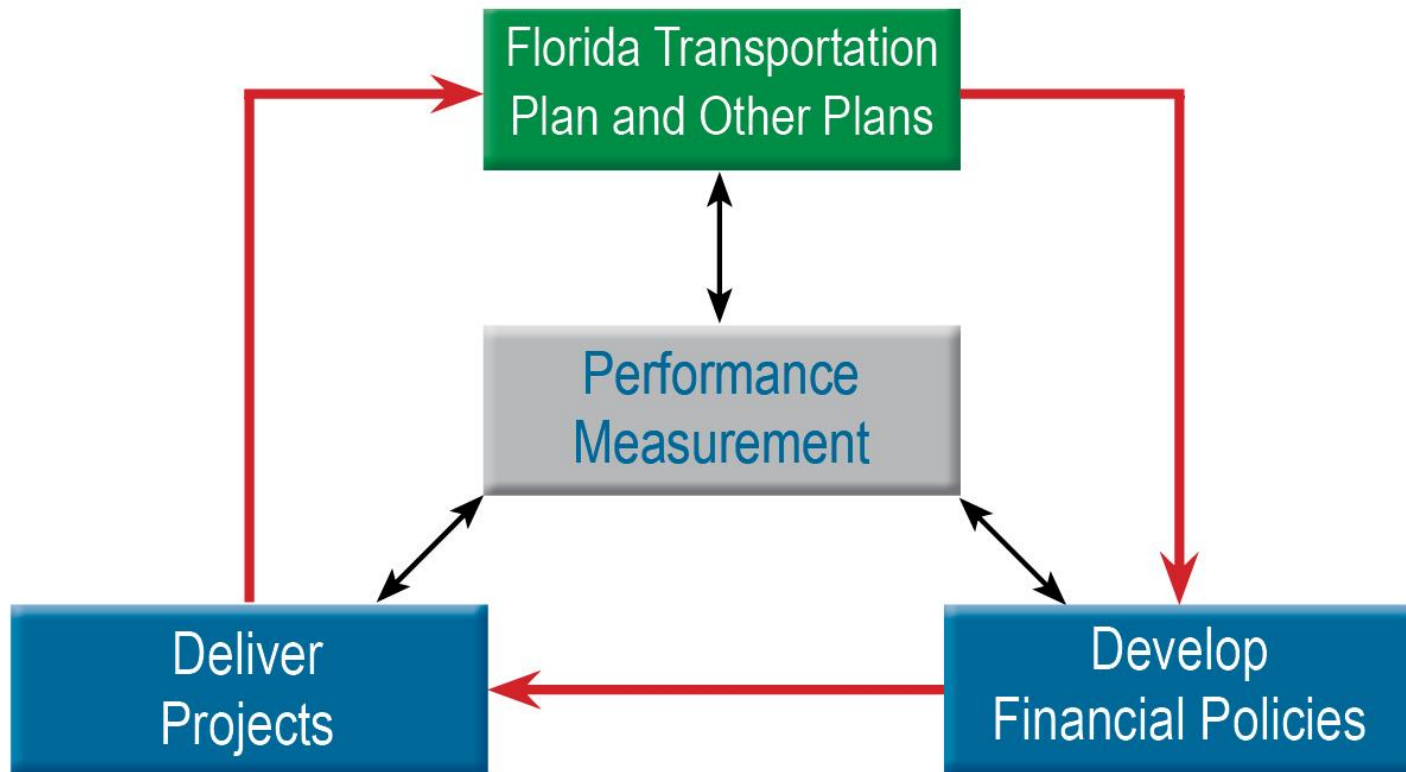 Florida Transportation
Plan and Other Plans
Performance
Measurement
Deliver
Projects
Develop
Financial Policies